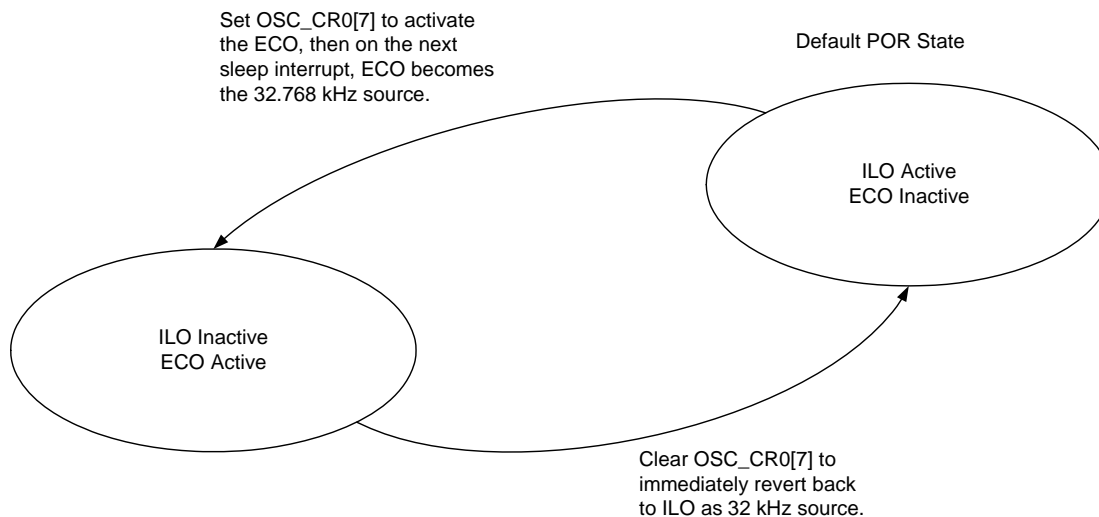 Set OSC_CR0[7] to activate
the ECO, then on the next
sleep interrupt, ECO becomes
the 32.768 kHz source.
Default POR State
ILO Active
ECO Inactive
ILO Inactive
ECO Active
Clear OSC_CR0[7] to
immediately revert back
to ILO as 32 kHz source.